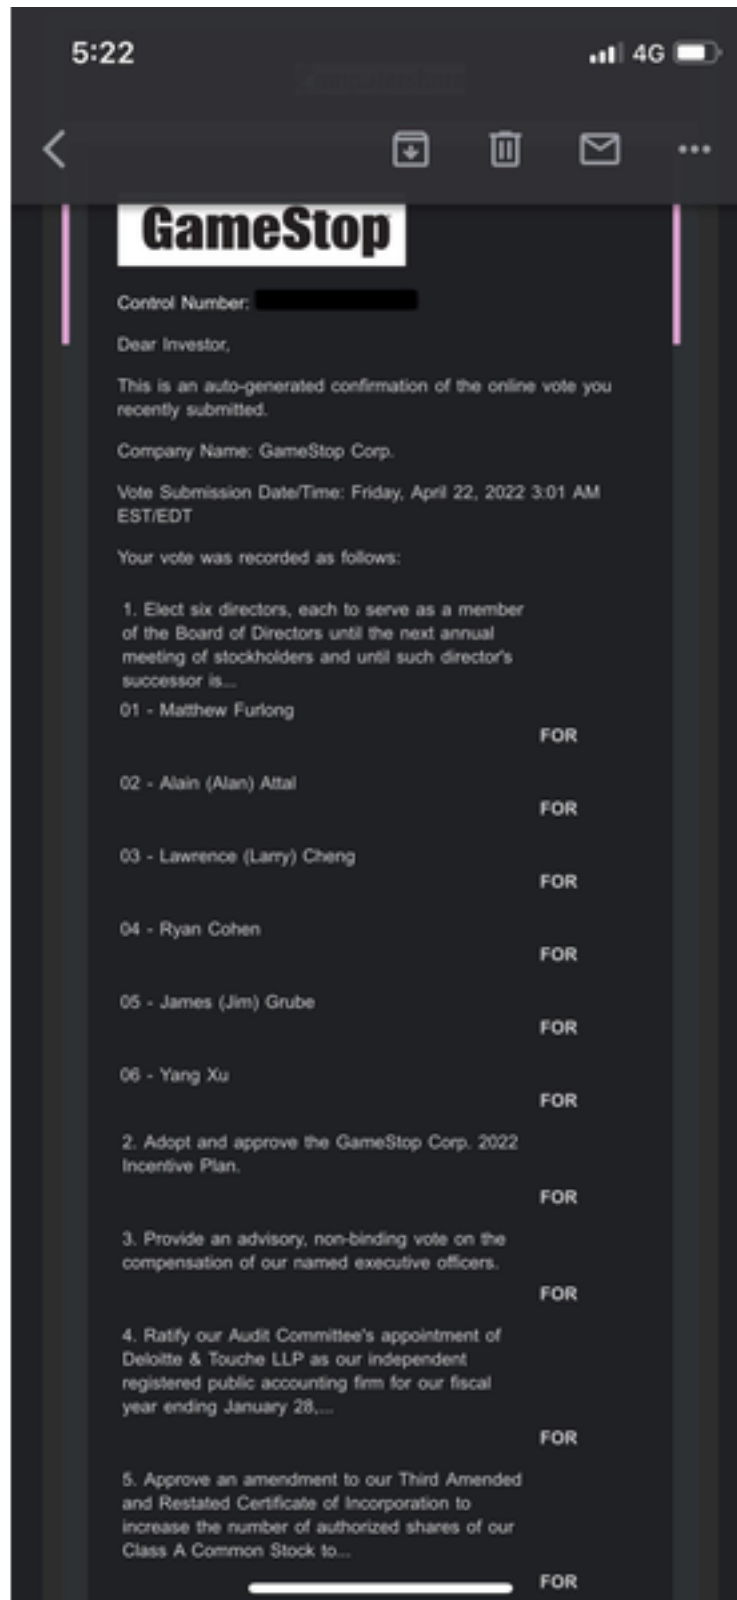 5:22
4G
GameStop
Control Number:
Dear Investor,
This is an auto-generated confirmation of the online vote you
recently submitted.
Company Name: GameStop Corp.
Vote Submission Date/Time: Friday, April 22, 2022 3:01 AM
EST/EDT
Your vote was recorded as follows:
1. Elect six directors, each to serve as a member
of the Board of Directors until the next annual
meeting of stockholders and until such director's
successor is...
01 - Matthew Furlong
FOR
02 - Alain (Alan) Attal
FOR
03 - Lawrence (Larry) Cheng
FOR
04 - Ryan Cohen
FOR
05 - James (Jim) Grube
FOR
06 - Yang Xu
FOR
2. Adopt and approve the GameStop Corp. 2022
Incentive Plan.
FOR
3. Provide an advisory, non-binding vote on the
compensation of our named executive officers.
FOR
4. Ratify our Audit Committee's appointment of
Deloitte & Touche LLP as our independent
registered public accounting firm for our fiscal
year ending January 28,...
FOR
5. Approve an amendment to our Third Amended
and Restated Certificate of Incorporation to
increase the number of authorized shares of our
Class A Common Stock to...
FOR